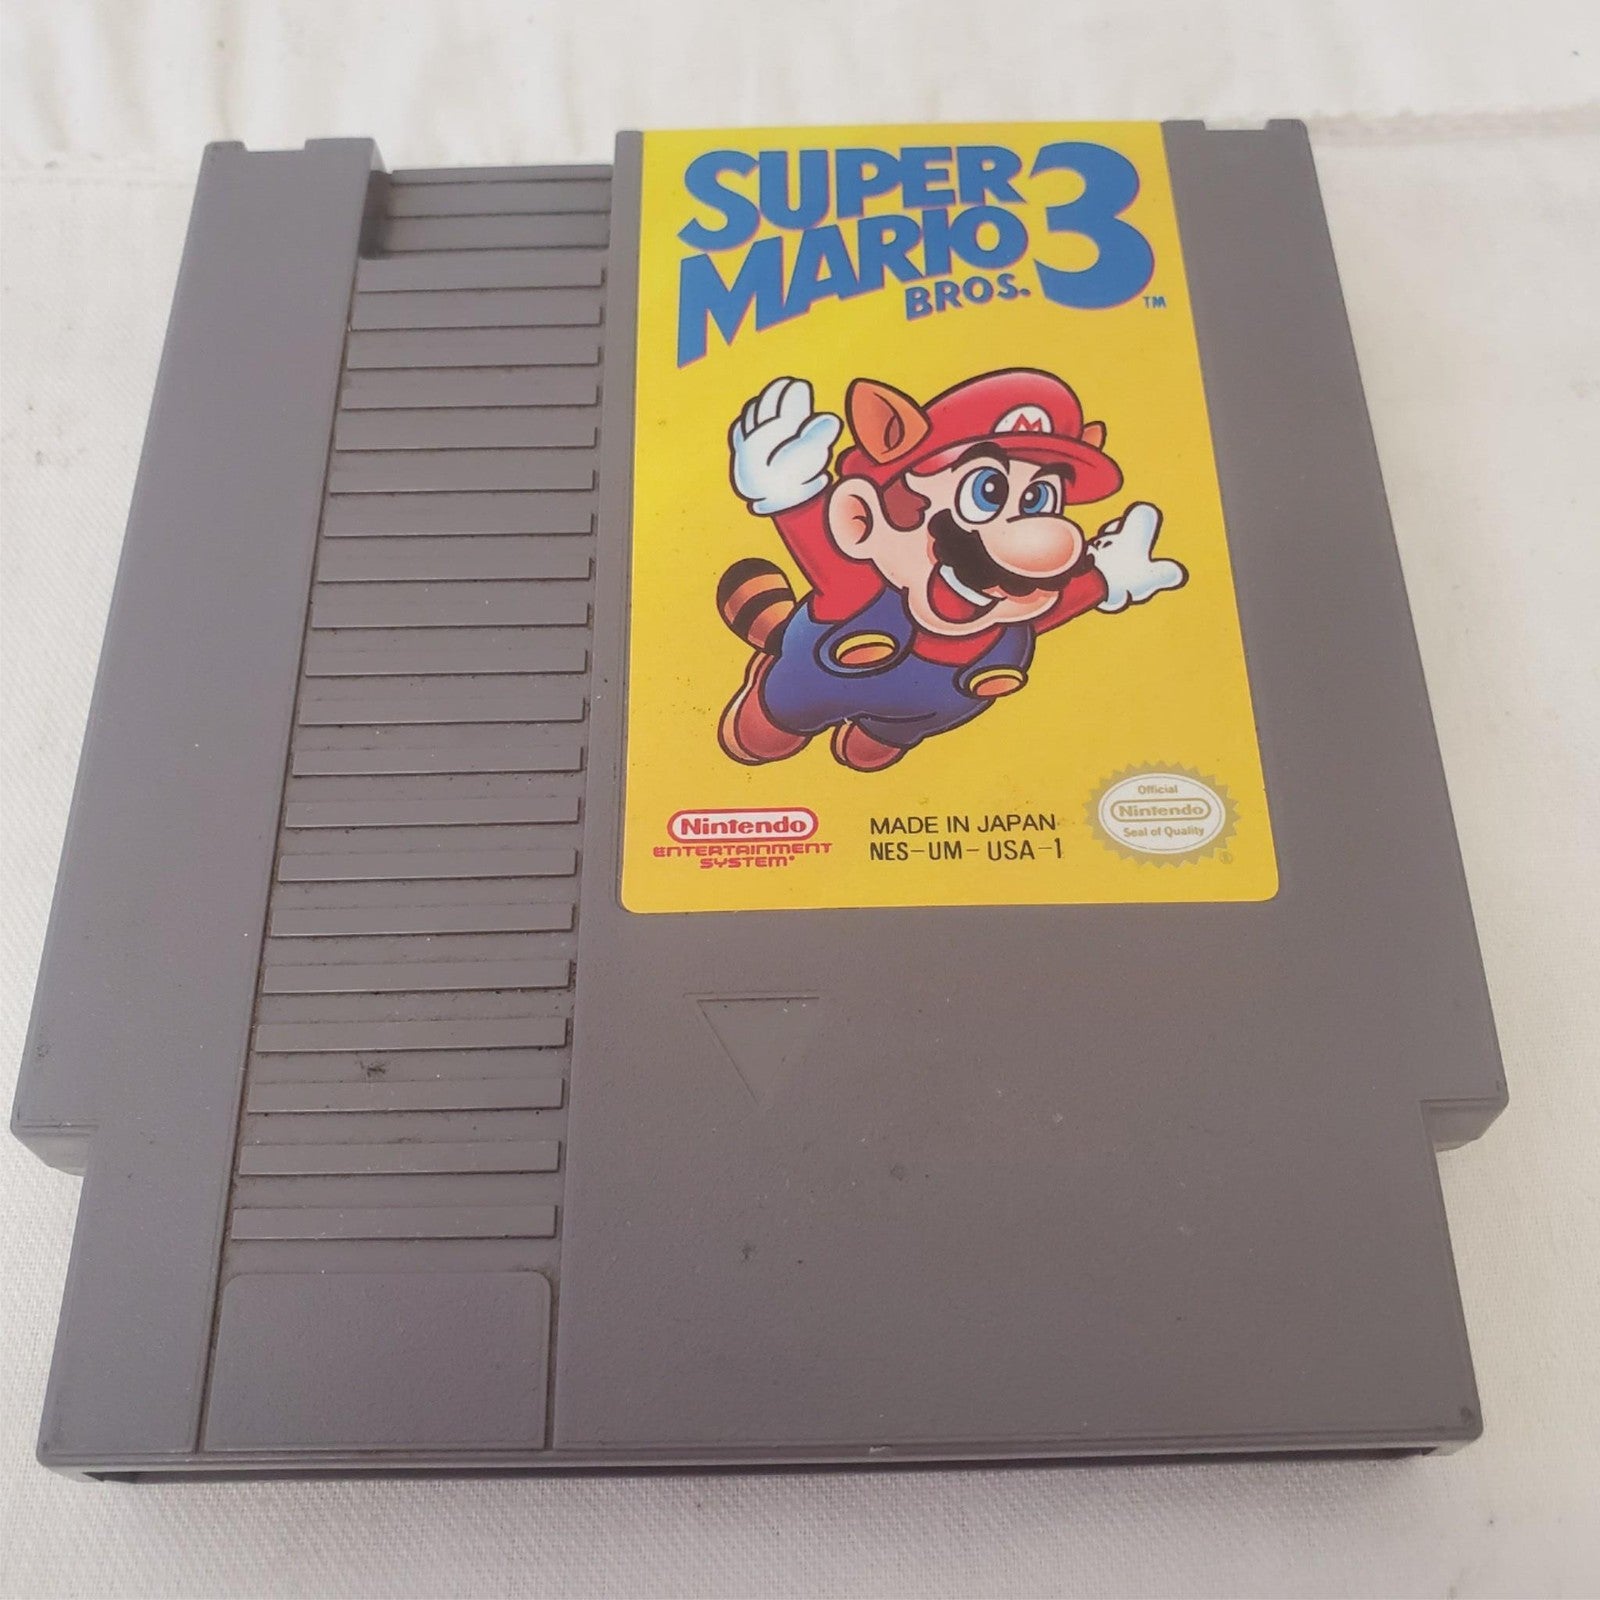 SUPER
MARIO
BROS. 3
TM
M
Nintendo
ENTERTAINMENT
SYSTEM®
MADE IN JAPAN
NES-UM-USA-1
Official
Nintendo
Seal of Quality
®